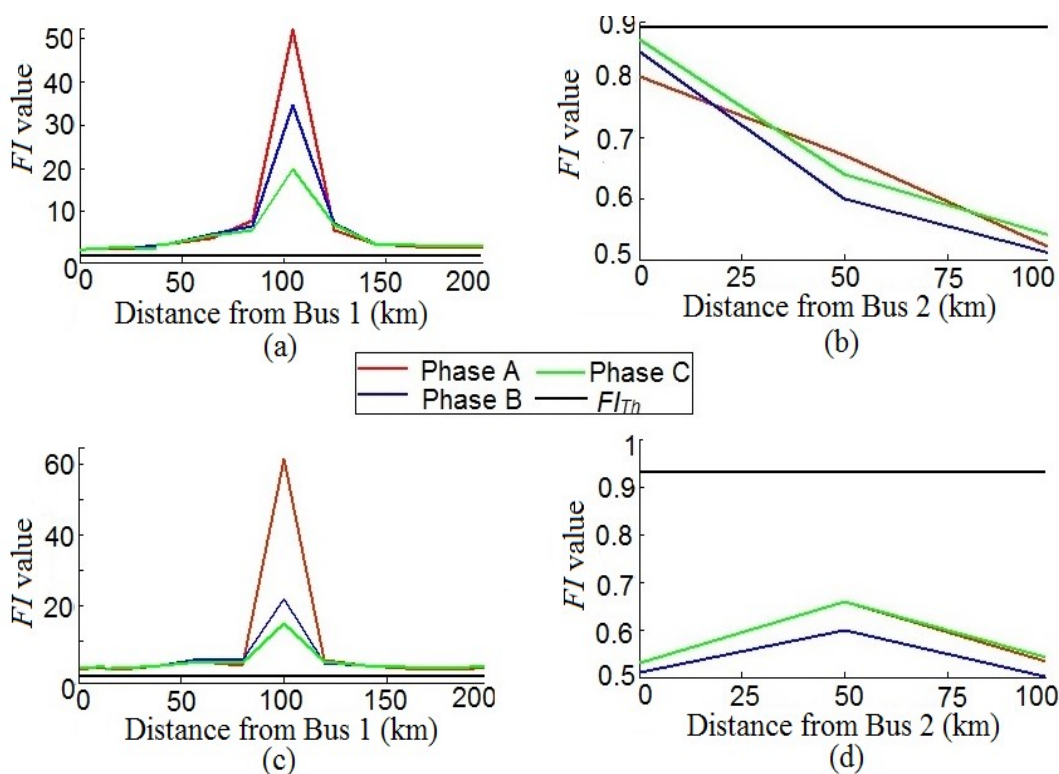 50
40
30
20
10
0
FI value
0 50 100 150 200
Distance from Bus 1 (km)
(a)
0.9
0.8
0.7
0.6
0.5
FI value
0 25 50 75 100
Distance from Bus 2 (km)
(b)
Phase A Phase C
Phase B FITh
60
40
20
0
FI value
0 50 100 150 200
Distance from Bus 1 (km)
(c)
1
0.9
0.8
0.7
0.6
0.5
FI value
0 25 50 75 100
Distance from Bus 2 (km)
(d)